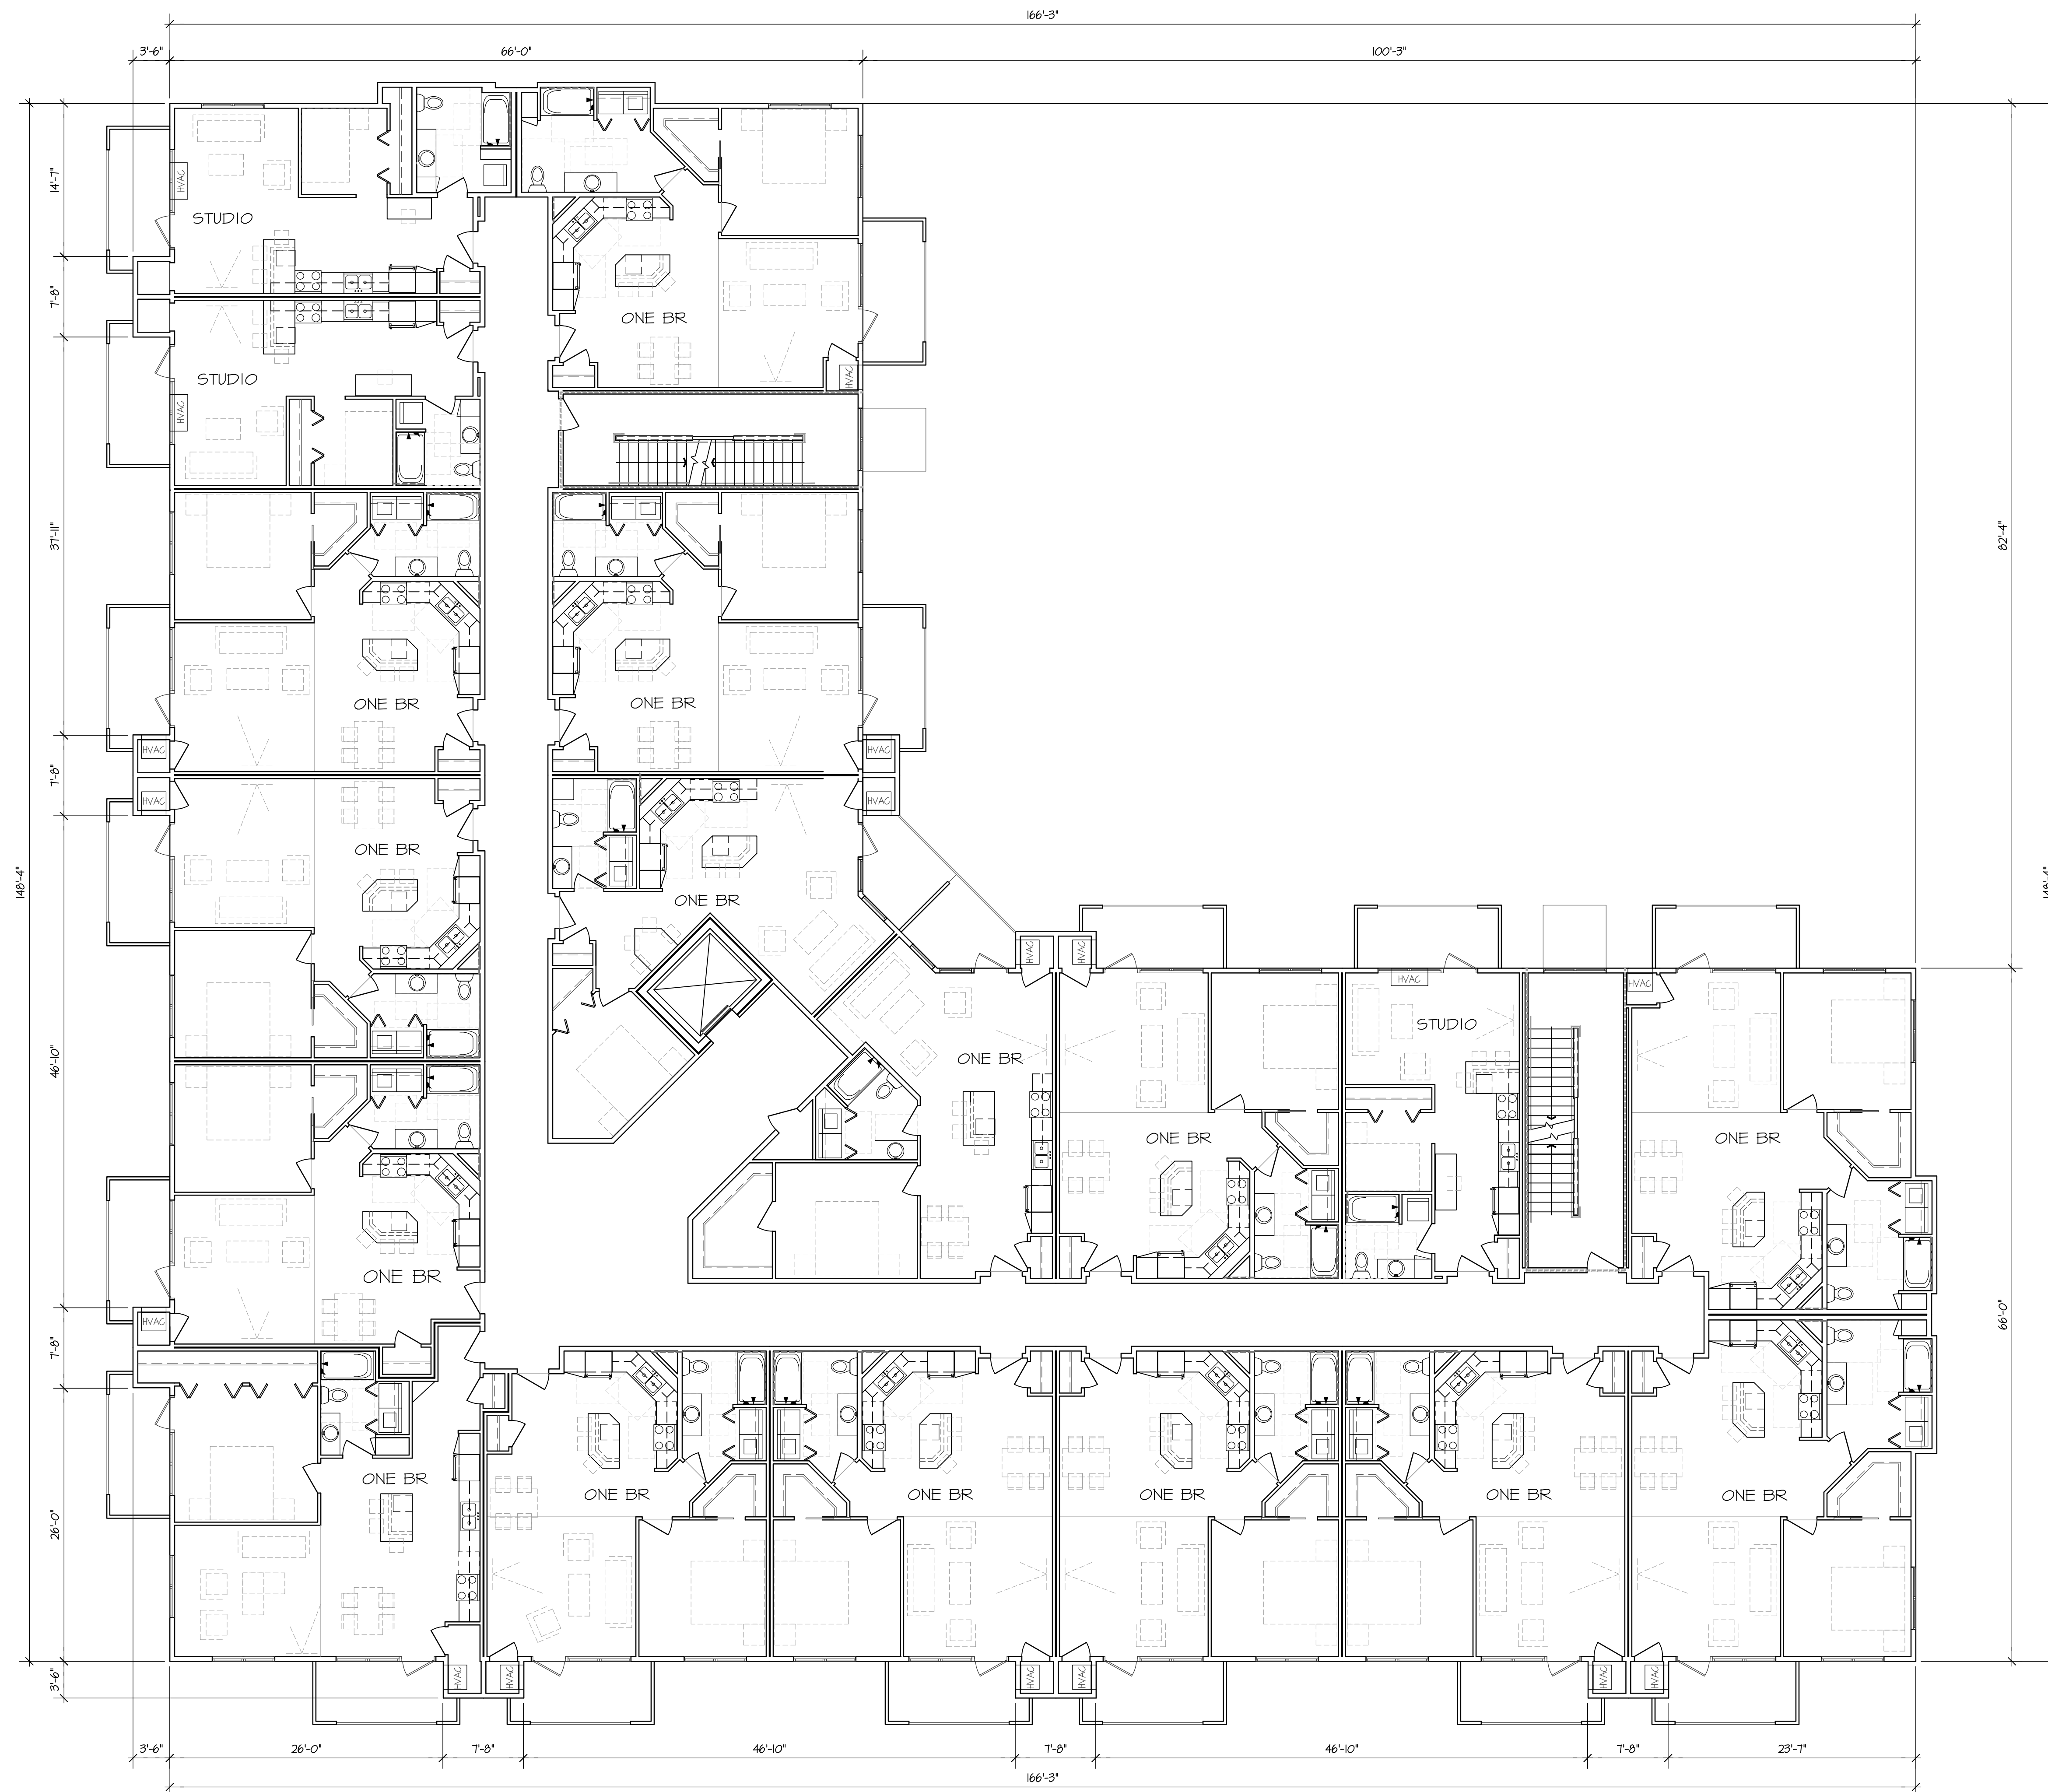 166'-3"
3'-6" 66'-0" 100'-3"
14'-7"
HVAC
STUDIO
7'-8"
ONE BR
STUDIO
HVAC
HVAC
148'-4"
37'-11"
82'-4"
ONE BR
ONE BR
HVAC
HVAC
7'-8"
HVAC
HVAC
ONE BR
148'-4"
ONE BR
HVAC
HVAC
HVAC
HVAC
STUDIO
46'-10"
ONE BR
ONE BR
ONE BR
ONE BR
66'-0"
HVAC
7'-8"
ONE BR
ONE BR
ONE BR
ONE BR
ONE BR
ONE BR
26'-0"
3'-6"
HVAC
HVAC
HVAC
HVAC
HVAC
HVAC
3'-6" 26'-0" 7'-8" 46'-10" 7'-8" 46'-10" 7'-8" 23'-7"
166'-3"